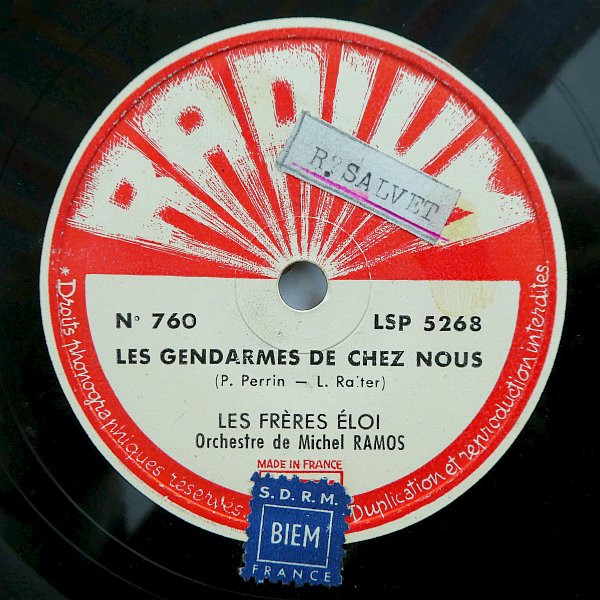 RADIUM
R? SALVET
N° 760
LSP 5268
LES GENDARMES DE CHEZ NOUS
(P. Perrin — L. Raiter)
LES FRÈRES ÉLOI
Orchestre de Michel RAMOS
MADE IN FRANCE
* Droits phonographiques réservés.
Duplication et reproduction interdites.
S.D.R.M.
BIEM
FRANCE